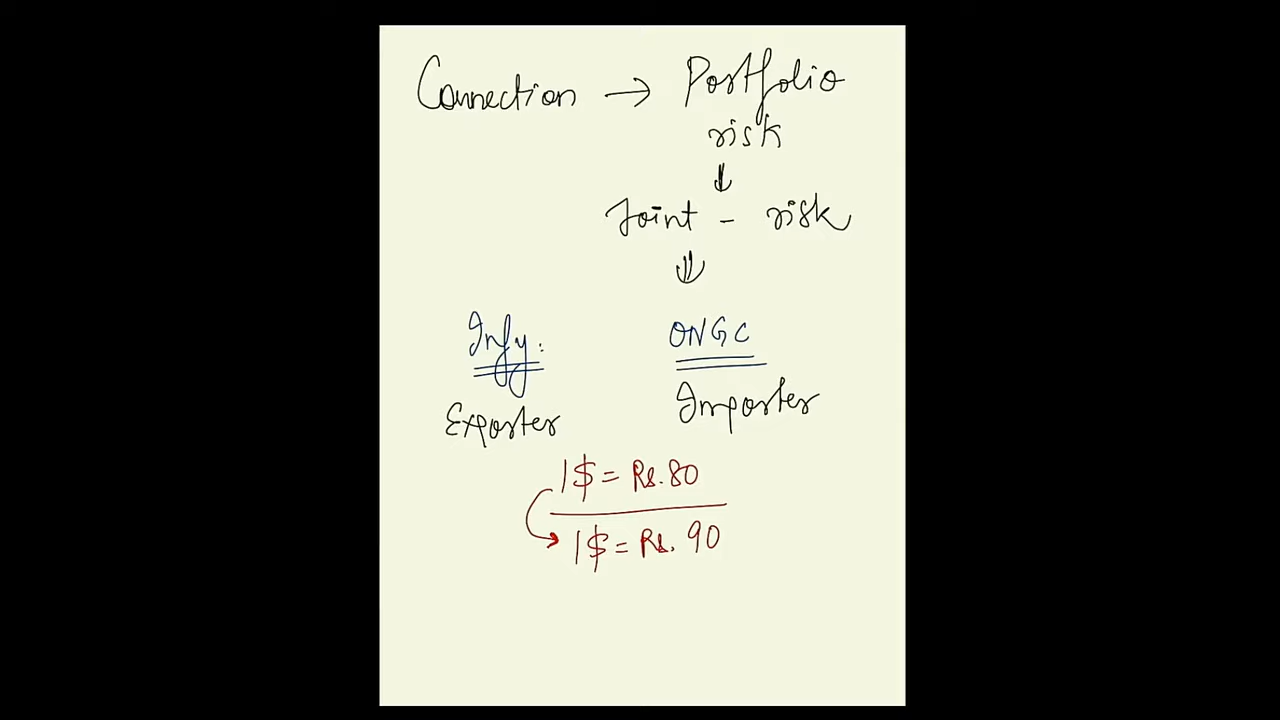 Connection → Portfolio
risk
↓
Joint - risk
⇓
Infy: ONGC
Exporter Importer
1$ = Rs. 80
1$ = Rs. 90